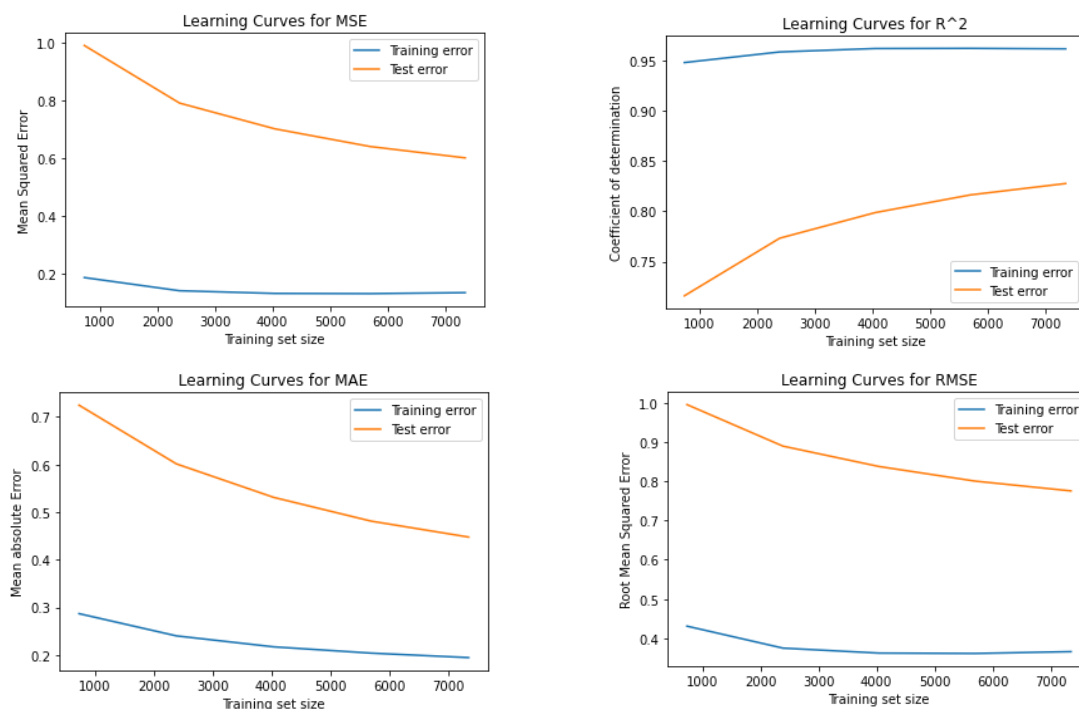 Learning Curves for MSE
Mean Squared Error
1.0
0.8
0.6
0.4
0.2
Training error
Test error
1000 2000 3000 4000 5000 6000 7000
Training set size
Learning Curves for R^2
Coefficient of determination
0.95
0.90
0.85
0.80
0.75
Training error
Test error
1000 2000 3000 4000 5000 6000 7000
Training set size
Learning Curves for MAE
Mean absolute Error
0.7
0.6
0.5
0.4
0.3
0.2
Training error
Test error
1000 2000 3000 4000 5000 6000 7000
Training set size
Learning Curves for RMSE
Root Mean Squared Error
1.0
0.9
0.8
0.7
0.6
0.5
0.4
Training error
Test error
1000 2000 3000 4000 5000 6000 7000
Training set size